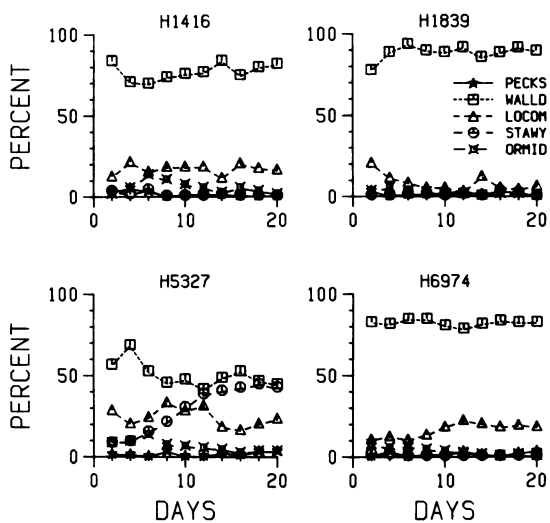 H1416 H1839
100 100
PERCENT
50 50
PECKS
WALLD
LOCOM
STAWY
ORMID
0 0
0 10 20 0 10 20
H5327 H6974
100 100
PERCENT
50 50
0 0
0 10 20 0 10 20
DAYS DAYS